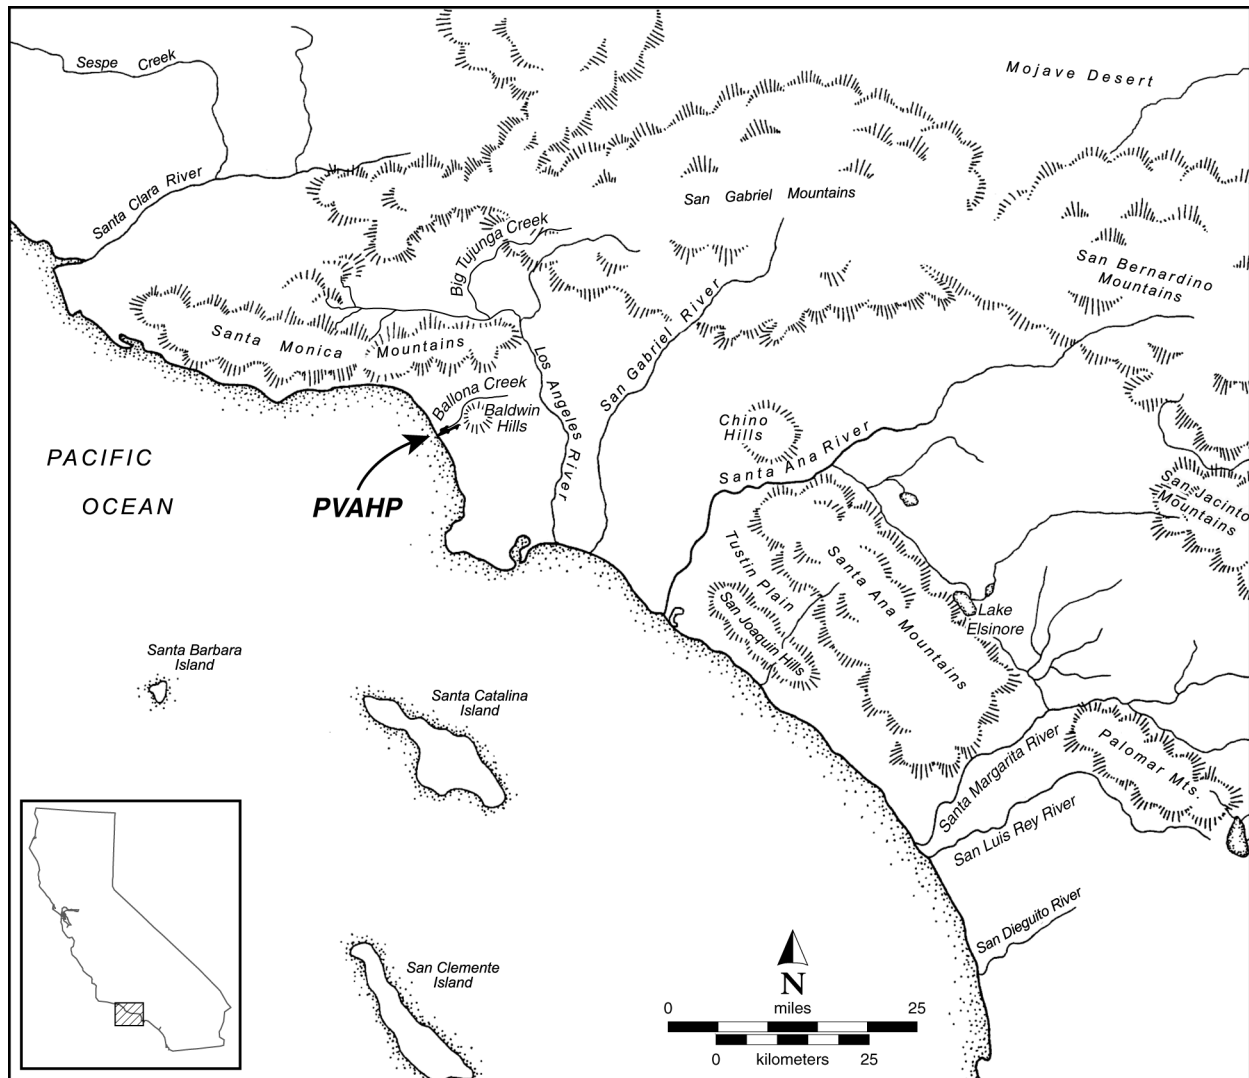 Sespe Creek
Mojave Desert
Santa Clara River
San Gabriel Mountains
Big Tujunga Creek
San Bernardino
Mountains
Santa Monica Mountains
Los Angeles River
San Gabriel River
Ballona Creek
Baldwin
Hills
Chino
Hills
Santa Ana River
PACIFIC
OCEAN
PVAHP
San Jacinto
Mountains
Tustin Plain
Santa Ana Mountains
San Joaquin Hills
Lake
Elsinore
Santa Barbara
Island
Santa Catalina
Island
Santa Margarita River
Palomar Mts.
San Luis Rey River
San Dieguito River
San Clemente
Island
N
0 miles 25
0 kilometers 25